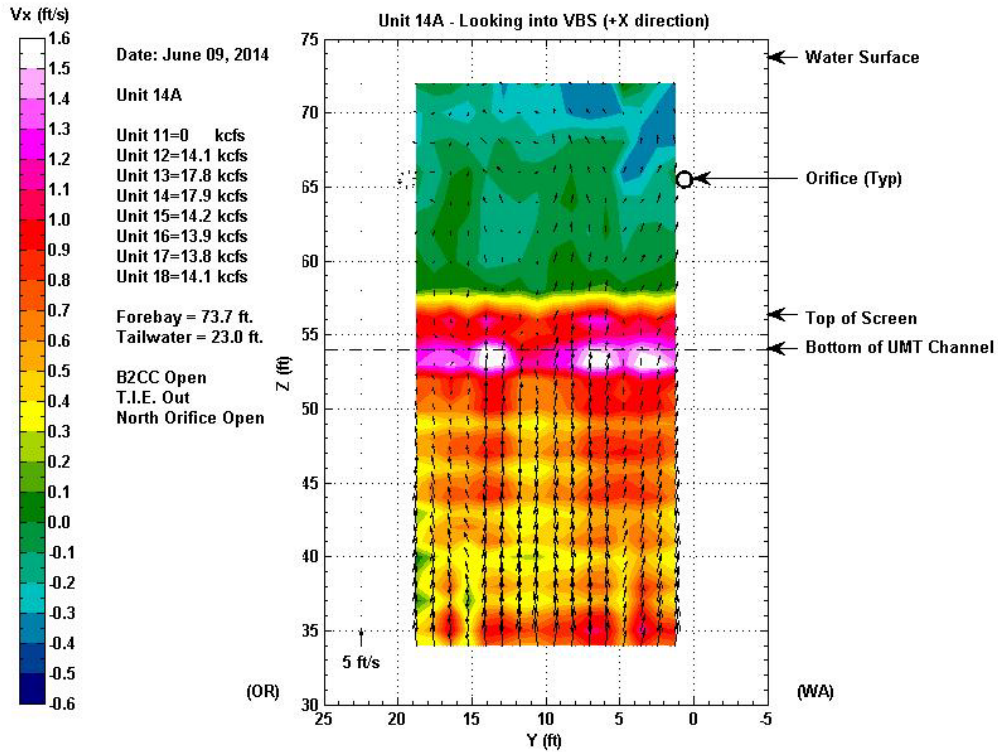 Vx (ft/s)
1.6
1.5
1.4
1.3
1.2
1.1
1.0
0.9
0.8
0.7
0.6
0.5
0.4
0.3
0.2
0.1
0.0
-0.1
-0.2
-0.3
-0.4
-0.5
-0.6
Date: June 09, 2014
Unit 14A
Unit 11=0 kcfs
Unit 12=14.1 kcfs
Unit 13=17.8 kcfs
Unit 14=17.9 kcfs
Unit 15=14.2 kcfs
Unit 16=13.9 kcfs
Unit 17=13.8 kcfs
Unit 18=14.1 kcfs
Forebay = 73.7 ft.
Tailwater = 23.0 ft.
B2CC Open
T.I.E. Out
North Orifice Open
Unit 14A - Looking into VBS (+X direction)
75
70
65
60
55
50
45
40
35
30
Z (ft)
5 ft/s
(OR)
25
20
15
10
5
0
-5
Y (ft)
(WA)
Water Surface
Orifice (Typ)
Top of Screen
Bottom of UMT Channel